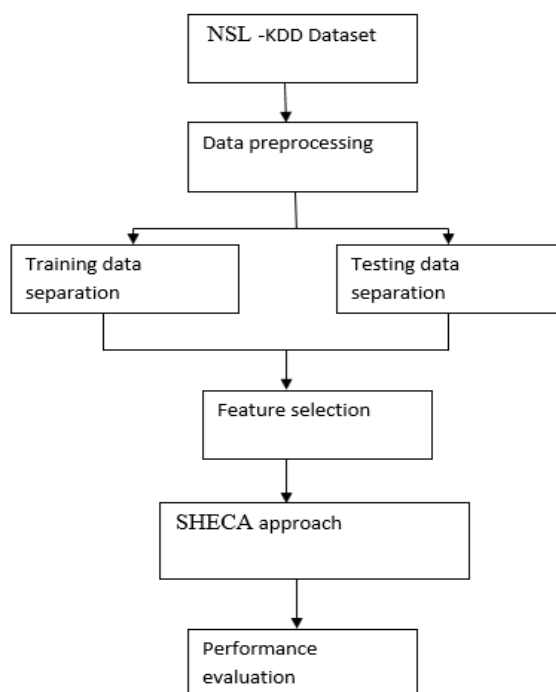 NSL -KDD Dataset
Data preprocessing
Training data
separation
Testing data
separation
Feature selection
SHECA approach
Performance
evaluation